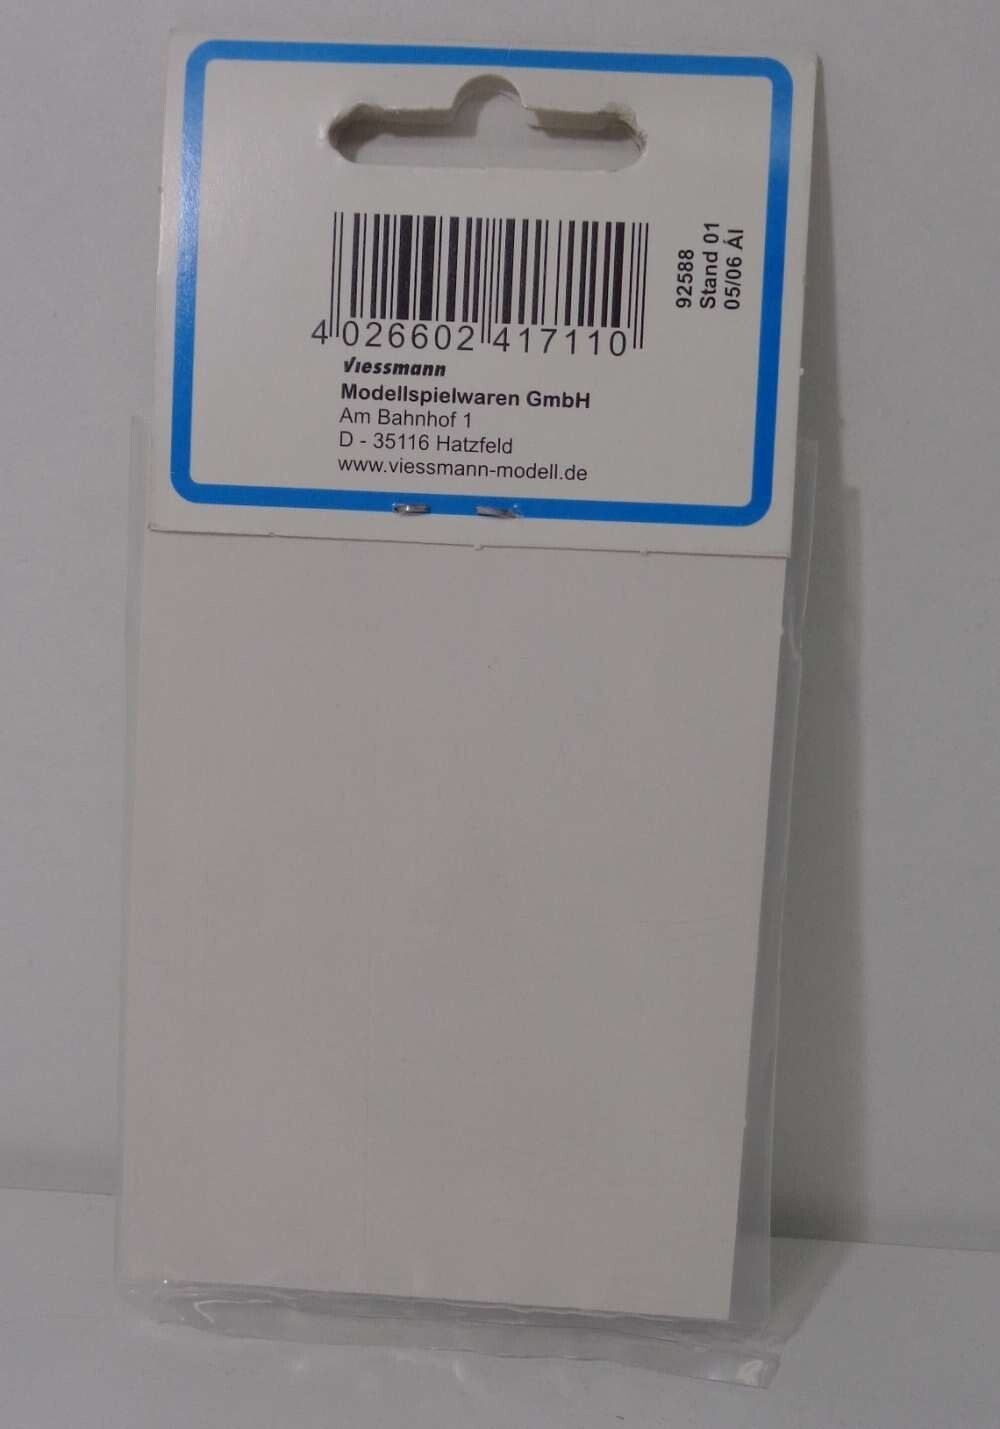 4 026602 417110
Viessmann
Modellspielwaren GmbH
Am Bahnhof 1
D - 35116 Hatzfeld
www.viessmann-modell.de
92588
Stand 01
05/06 Ál